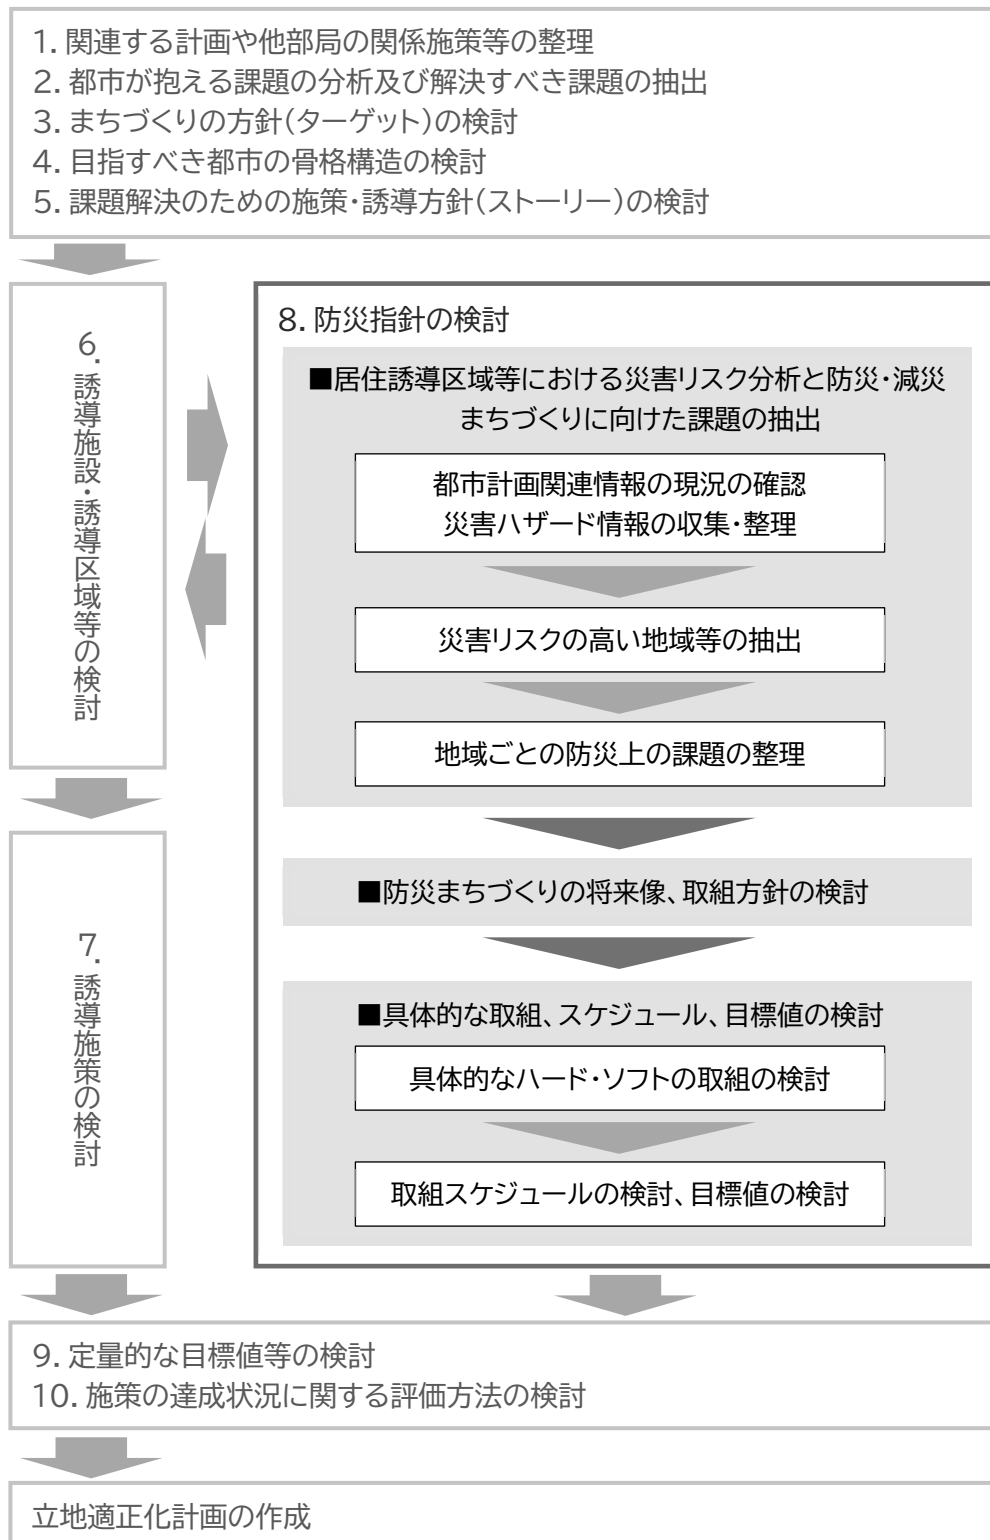 1. 関連する計画や他部局の関係施策等の整理
2. 都市が抱える課題の分析及び解決すべき課題の抽出
3. まちづくりの方針（ターゲット）の検討
4. 目指すべき都市の骨格構造の検討
5. 課題解決のための施策・誘導方針（ストーリー）の検討
6. 誘導施設・誘導区域等の検討
7. 誘導施策の検討
8. 防災指針の検討
■居住誘導区域等における災害リスク分析と防災・減災
まちづくりに向けた課題の抽出
都市計画関連情報の現況の確認
災害ハザード情報の収集・整理
災害リスクの高い地域等の抽出
地域ごとの防災上の課題の整理
■防災まちづくりの将来像、取組方針の検討
■具体的な取組、スケジュール、目標値の検討
具体的なハード・ソフトの取組の検討
取組スケジュールの検討、目標値の検討
9. 定量的な目標値等の検討
10. 施策の達成状況に関する評価方法の検討
立地適正化計画の作成